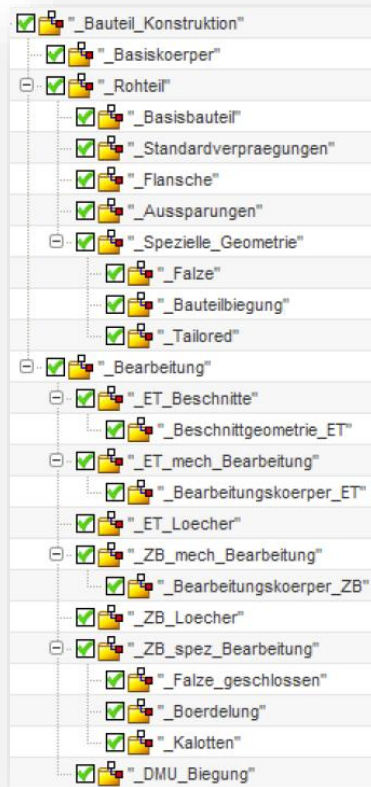 "_Bauteil_Konstruktion"
"_Basiskoerper"
"_Rohteil"
"_Basisbauteil"
"_Standardverpraegungen"
"_Flansche"
"_Aussparungen"
"_Spezielle_Geometrie"
"_Falze"
"_Bauteilbiegung"
"_Tailored"
"_Bearbeitung"
"_ET_Beschnitte"
"_Beschnittgeometrie_ET"
"_ET_mech_Bearbeitung"
"_Bearbeitungskoerper_ET"
"_ET_Loecher"
"_ZB_mech_Bearbeitung"
"_Bearbeitungskoerper_ZB"
"_ZB_Loecher"
"_ZB_spez_Bearbeitung"
"_Falze_geschlossen"
"_Boerdelung"
"_Kalotten"
"_DMU_Biegung"